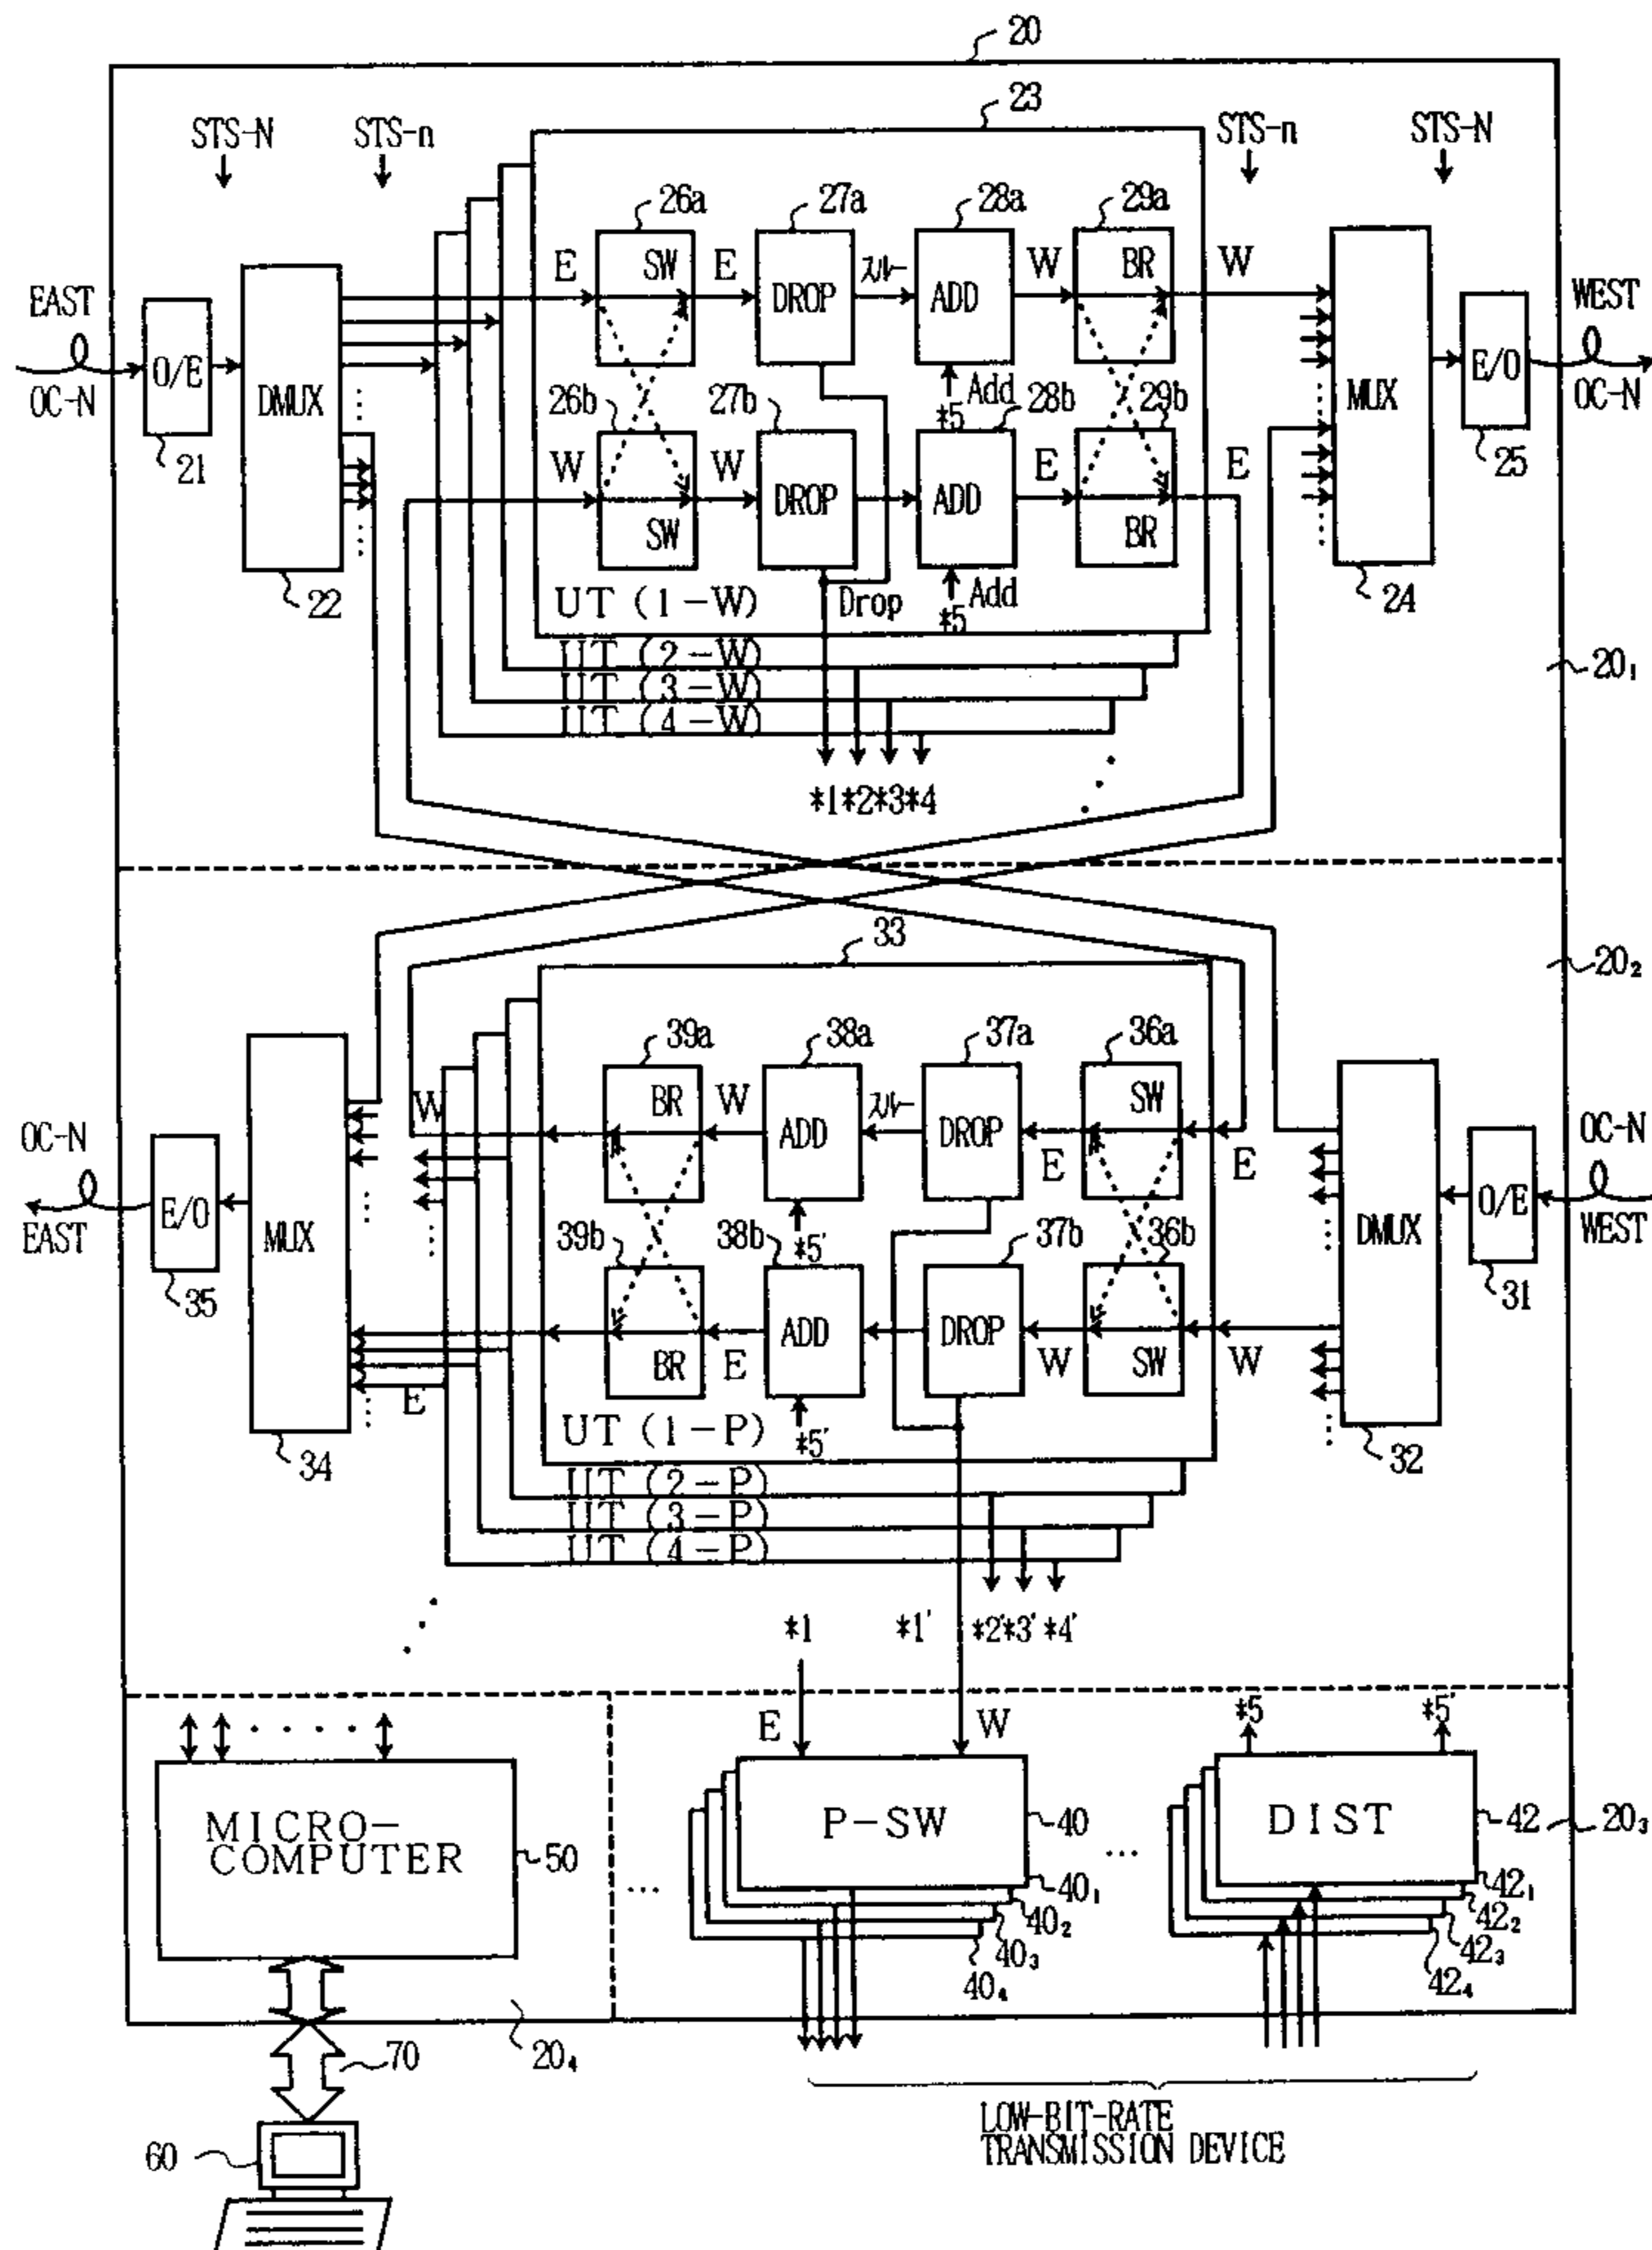 20
23
STS-N
STS-n
STS-n
STS-N
26a
27a
28a
29a
E
SW
E
DROP
スルー
ADD
W
BR
W
EAST
OC-N
O/E
21
DMUX
22
MUX
24
E/O
25
WEST
OC-N
26b
27b
*5
Add
28b
29b
W
SW
W
DROP
ADD
E
BR
E
UT (1-W)
Drop
*5
Add
UT (2-W)
UT (3-W)
UT (4-W)
20₁
*1*2*3*4
33
20₂
39a
38a
37a
36a
W
BR
W
ADD
スルー
DROP
E
SW
E
OC-N
EAST
E/O
35
MUX
34
DMUX
32
O/E
31
OC-N
WEST
39b
38b
*5'
37b
36b
BR
E
ADD
DROP
W
SW
W
E
UT (1-P)
*5'
UT (2-P)
UT (3-P)
UT (4-P)
*1
*1'
*2'*3'*4'
E
W
*5
*5'
MICRO-
COMPUTER
50
P-SW
40
40₁
40₂
40₃
40₄
DIST
42
42₁
42₂
42₃
42₄
20₃
20₄
70
60
LOW-BIT-RATE
TRANSMISSION DEVICE